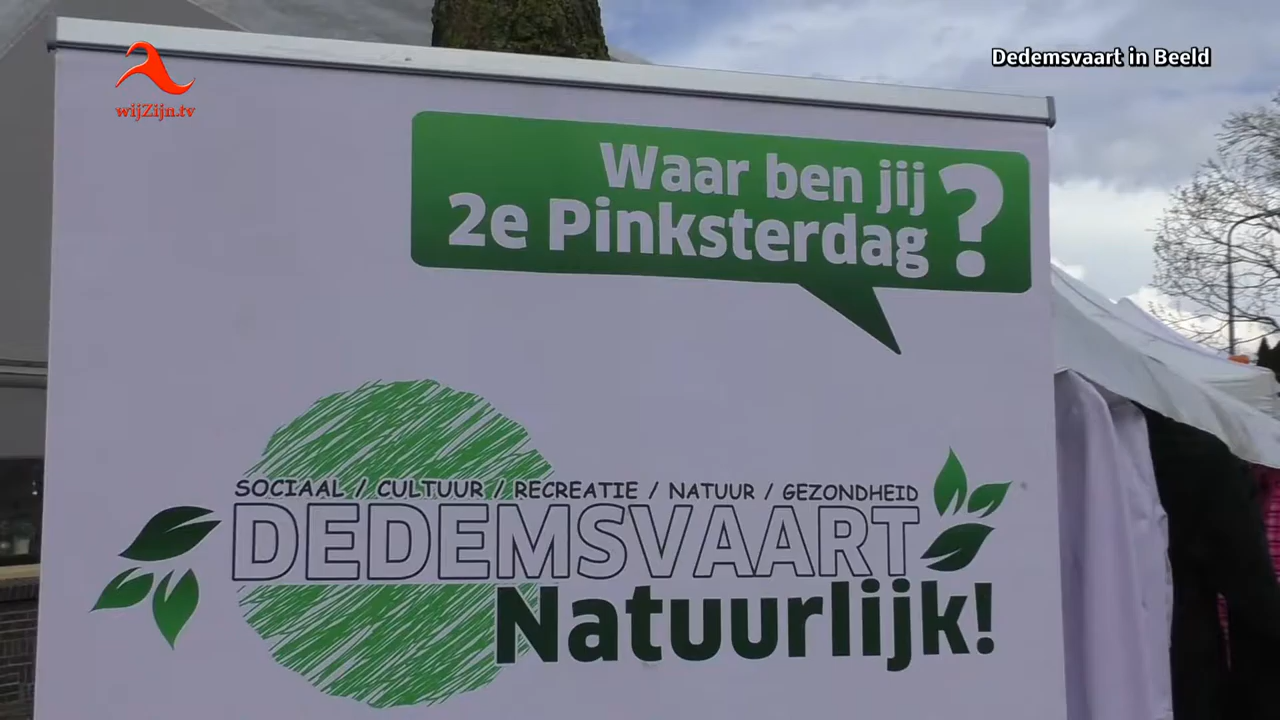 Dedemsvaart in Beeld
wijZijn.tv
Waar ben jij
2e Pinksterdag ?
SOCIAAL / CULTUUR / RECREATIE / NATUUR / GEZONDHEID
DEDEMSVAART
Natuurlijk!